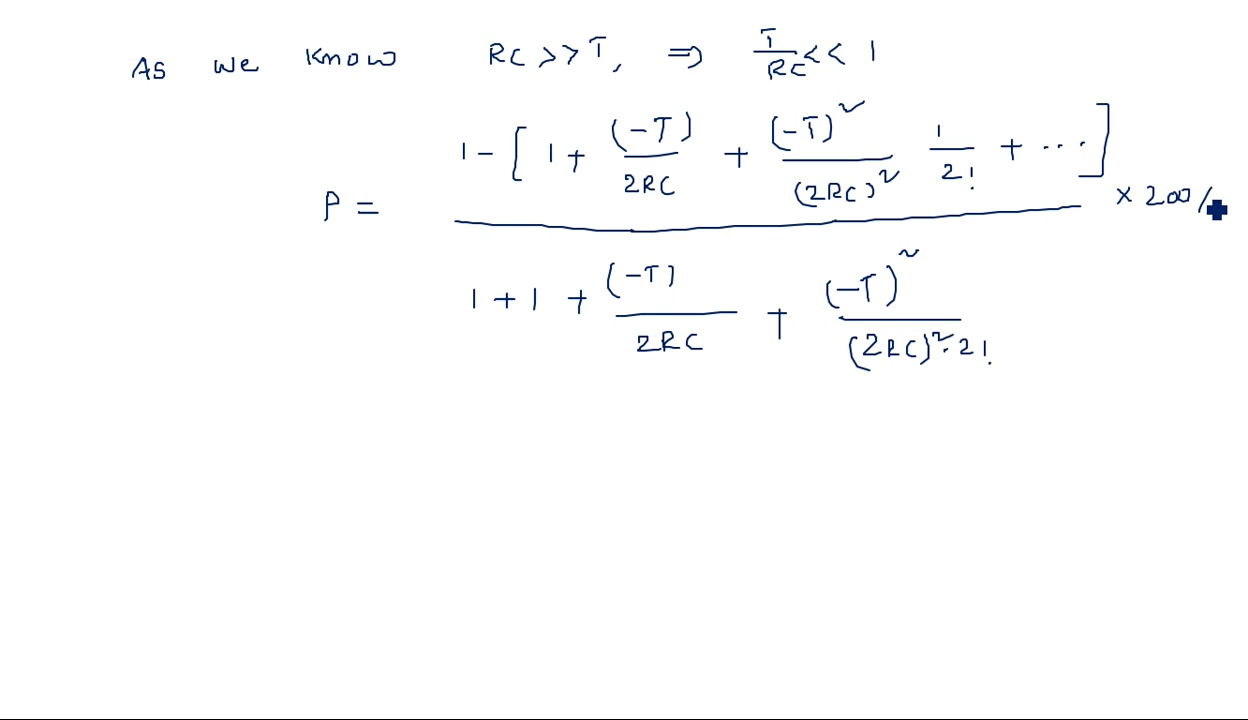 As we know RC >> T, ⇒ T/RC << 1
P = (1 - [1 + (-T)/2RC + (-T)²/(2RC)² 1/2! + ...]) / (1 + 1 + (-T)/2RC + (-T)²/((2RC)² · 2!)) × 200%